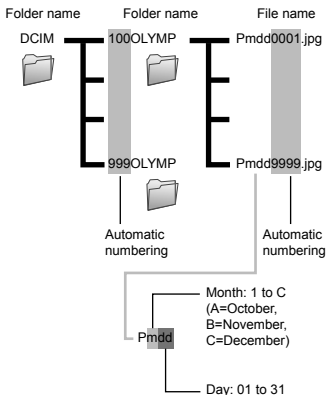 Folder name Folder name File name
DCIM 100OLYMP Pmdd0001.jpg
999OLYMP Pmdd9999.jpg
Automatic
numbering
Automatic
numbering
Month: 1 to C
(A=October,
B=November,
C=December)
Pmdd
Day: 01 to 31